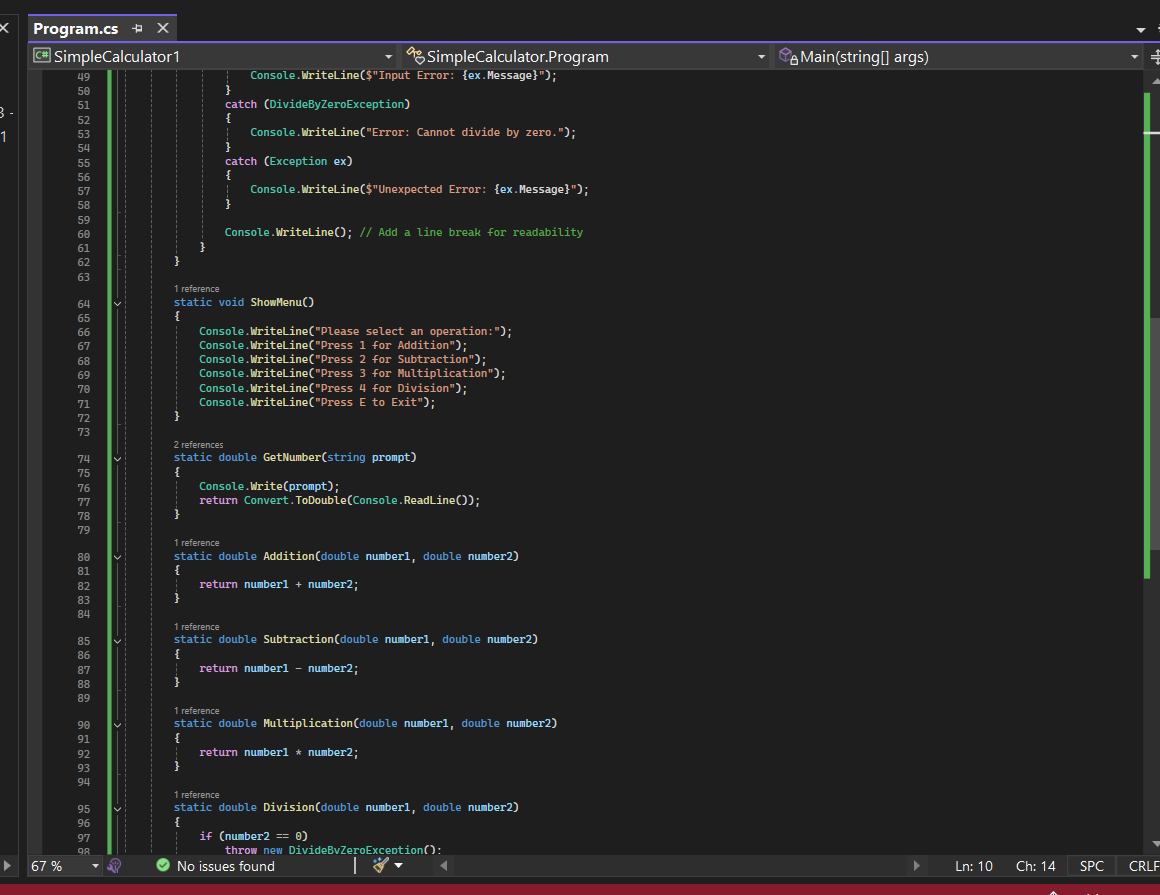 Program.cs
SimpleCalculator1 SimpleCalculator.Program Main(string[] args)
49 Console.WriteLine($"Input Error: {ex.Message}");
50 }
51 catch (DivideByZeroException)
52 {
53 Console.WriteLine("Error: Cannot divide by zero.");
54 }
55 catch (Exception ex)
56 {
57 Console.WriteLine($"Unexpected Error: {ex.Message}");
58 }
59
60 Console.WriteLine(); // Add a line break for readability
61 }
62 }
63
1 reference
64 static void ShowMenu()
65 {
66 Console.WriteLine("Please select an operation:");
67 Console.WriteLine("Press 1 for Addition");
68 Console.WriteLine("Press 2 for Subtraction");
69 Console.WriteLine("Press 3 for Multiplication");
70 Console.WriteLine("Press 4 for Division");
71 Console.WriteLine("Press E to Exit");
72 }
73
2 references
74 static double GetNumber(string prompt)
75 {
76 Console.Write(prompt);
77 return Convert.ToDouble(Console.ReadLine());
78 }
79
1 reference
80 static double Addition(double number1, double number2)
81 {
82 return number1 + number2;
83 }
84
1 reference
85 static double Subtraction(double number1, double number2)
86 {
87 return number1 - number2;
88 }
89
1 reference
90 static double Multiplication(double number1, double number2)
91 {
92 return number1 * number2;
93 }
94
1 reference
95 static double Division(double number1, double number2)
96 {
97 if (number2 == 0)
98 throw new DivideByZeroException();
67 % No issues found Ln: 10 Ch: 14 SPC CRLF